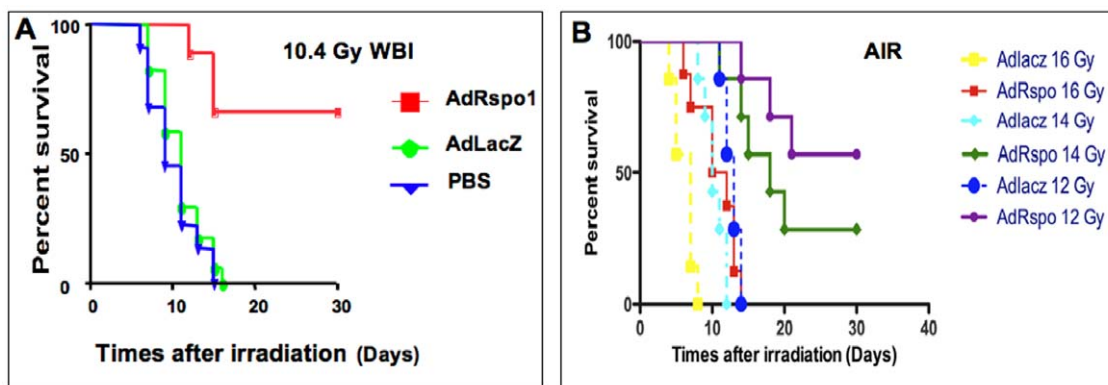 A
10.4 Gy WBI
100
50
0
Percent survival
0 10 20 30
Times after irradiation (Days)
AdRspo1
AdLacZ
PBS
B
AIR
100
50
0
Percent survival
0 10 20 30 40
Times after irradiation (Days)
Adlacz 16 Gy
AdRspo 16 Gy
Adlacz 14 Gy
AdRspo 14 Gy
Adlacz 12 Gy
AdRspo 12 Gy